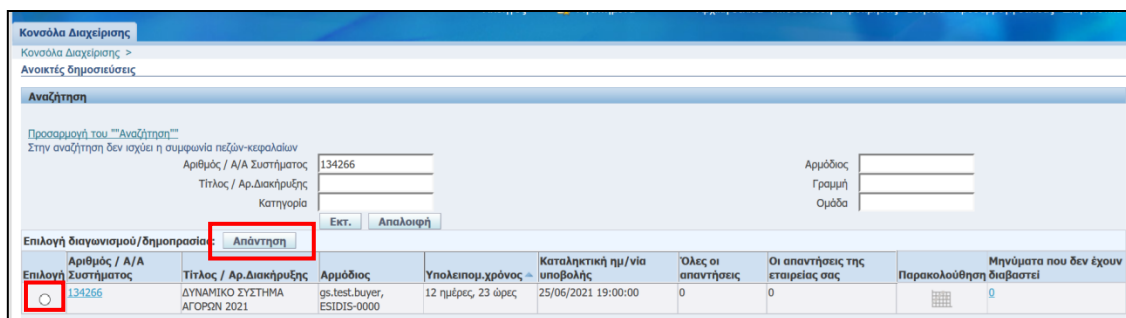 Κονσόλα Διαχείρισης
Κονσόλα Διαχείρισης >
Ανοικτές δημοσιεύσεις
Αναζήτηση
Προσαρμογή του ""Αναζήτηση""
Στην αναζήτηση δεν ισχύει η συμφωνία πεζών-κεφαλαίων
Αριθμός / Α/Α Συστήματος 134266 Αρμόδιος
Τίτλος / Αρ.Διακήρυξης Γραμμή
Κατηγορία Ομάδα
Εκτ. Απαλοιφή
Επιλογή διαγωνισμού/δημοπρασίας: Απάντηση
Αριθμός / Α/Α Καταληκτική ημ/νία Όλες οι Οι απαντήσεις της Μηνύματα που δεν έχουν
Επιλογή Συστήματος Τίτλος / Αρ.Διακήρυξης Αρμόδιος Υπολειπομ.χρόνος υποβολής απαντήσεις εταιρείας σας Παρακολούθηση διαβαστεί
134266 ΔΥΝΑΜΙΚΟ ΣΥΣΤΗΜΑ gs.test.buyer, 12 ημέρες, 23 ώρες 25/06/2021 19:00:00 0 0 0
ΑΓΟΡΩΝ 2021 ESIDIS-0000